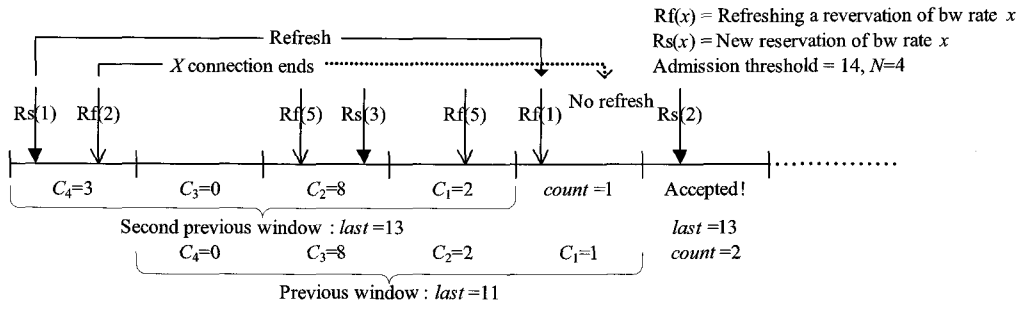 Rf(x) = Refreshing a revervation of bw rate x
Rs(x) = New reservation of bw rate x
Admission threshold = 14, N=4
Refresh
X connection ends
No refresh
Rs(1) Rf(2) Rf(5) Rs(3) Rf(5) Rf(1) Rs(2)
C4=3 C3=0 C2=8 C1=2 count =1 Accepted!
Second previous window : last =13 last =13
C4=0 C3=8 C2=2 C1=1 count =2
Previous window : last =11